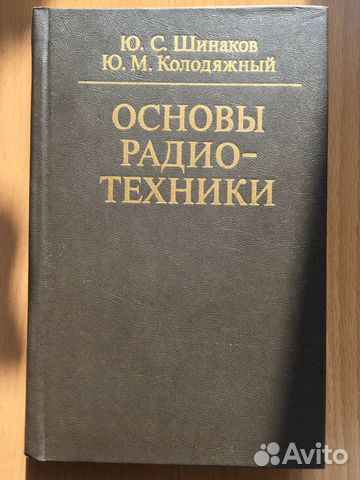 Ю. С. Шинаков
Ю. М. Колодяжный
ОСНОВЫ
РАДИО-
ТЕХНИКИ
Avito